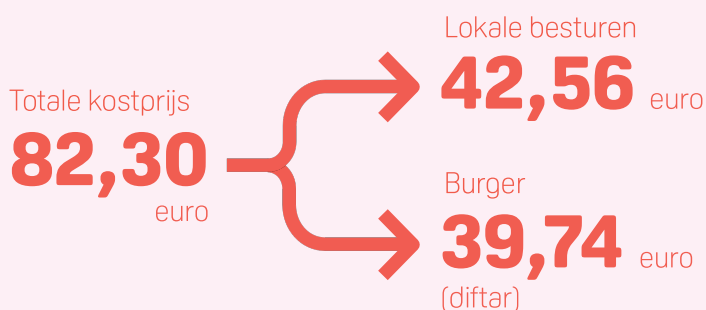 Totale kostprijs
82,30
euro
Lokale besturen
42,56 euro
Burger
39,74 euro
(diftar)